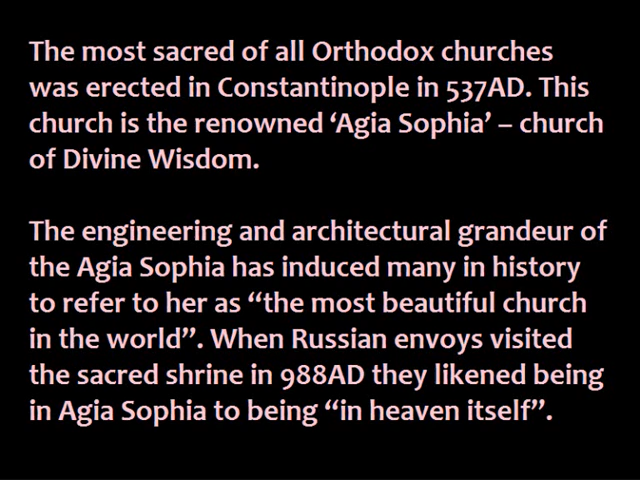 The most sacred of all Orthodox churches
was erected in Constantinople in 537AD. This
church is the renowned ‘Agia Sophia’ – church
of Divine Wisdom.
The engineering and architectural grandeur of
the Agia Sophia has induced many in history
to refer to her as “the most beautiful church
in the world”. When Russian envoys visited
the sacred shrine in 988AD they likened being
in Agia Sophia to being “in heaven itself”.